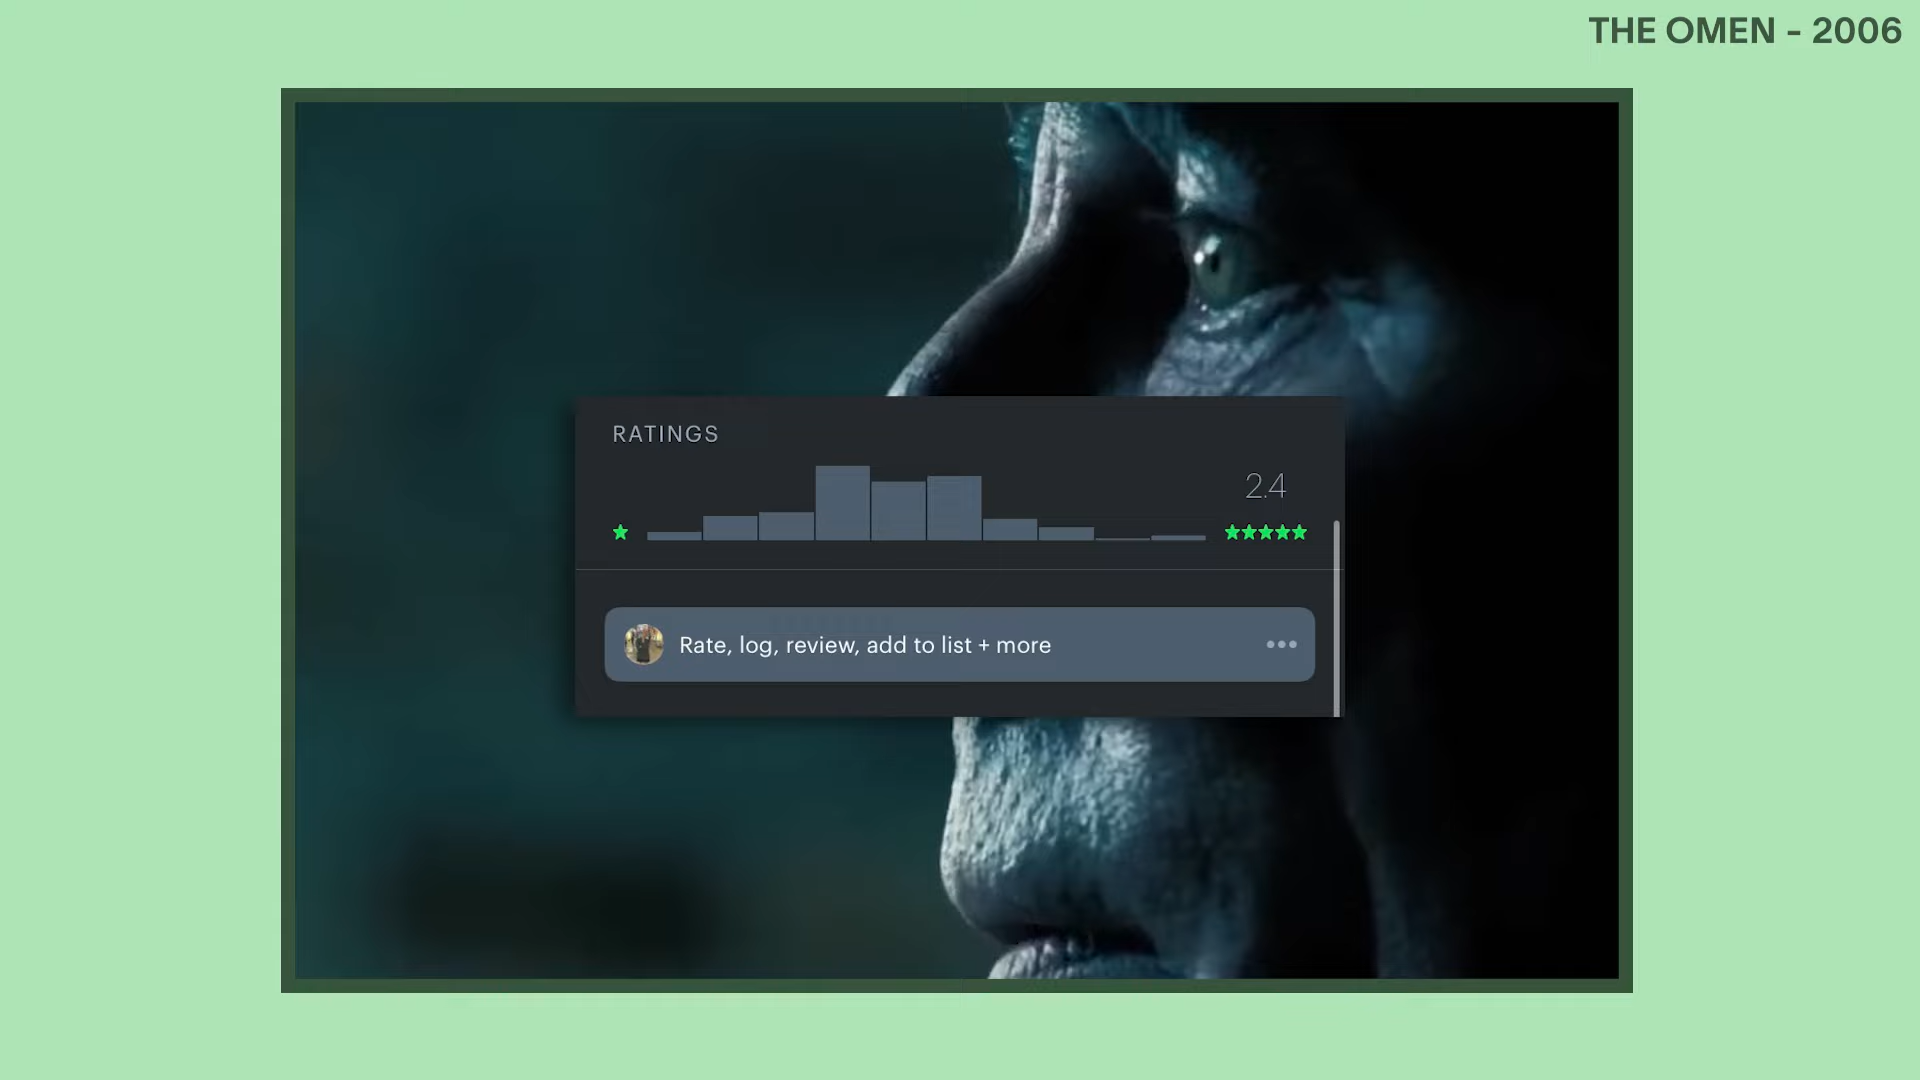 THE OMEN - 2006
RATINGS
2.4
Rate, log, review, add to list + more